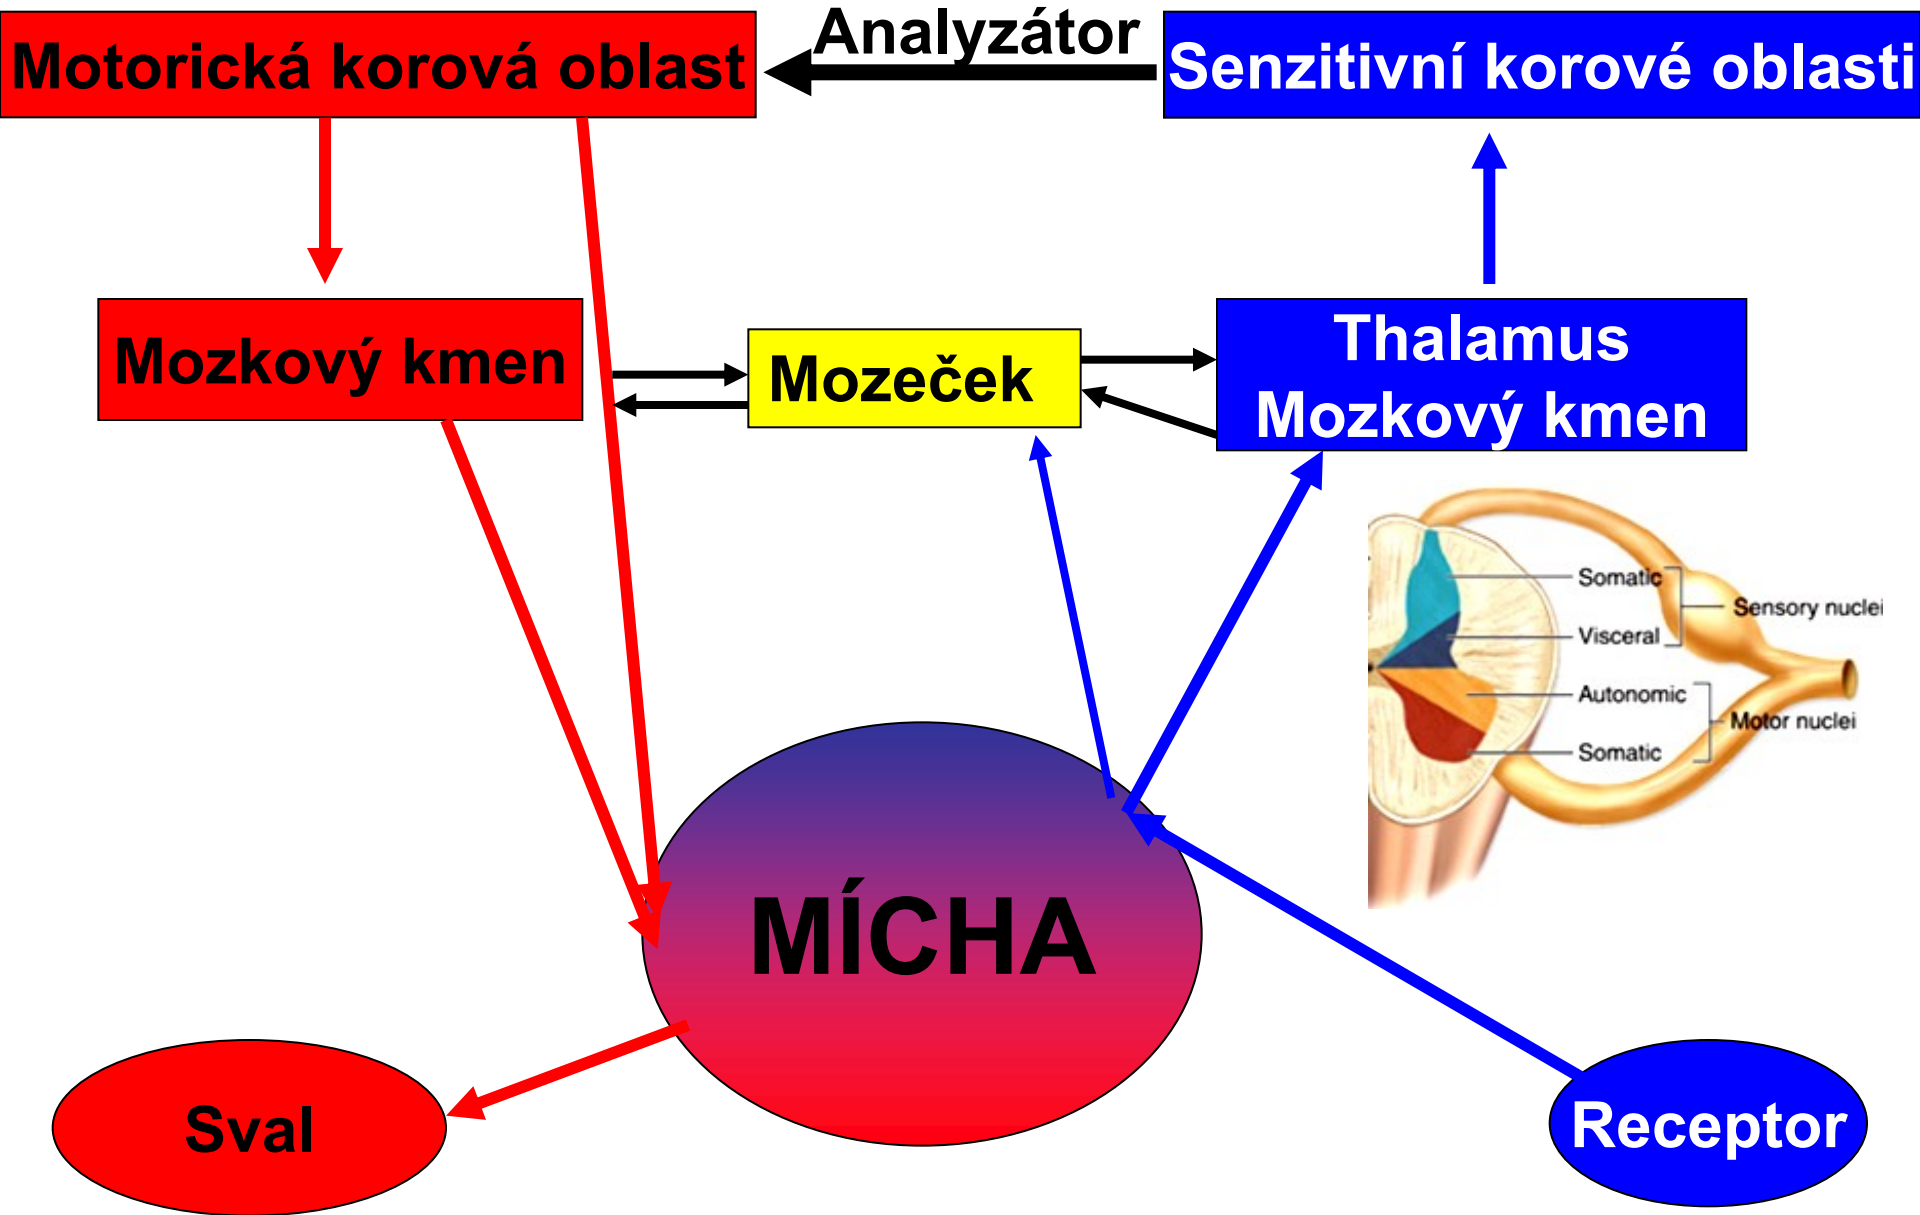 Analyzátor
Motorická korová oblast
Senzitivní korové oblasti
Mozkový kmen
Mozeček
Thalamus
Mozkový kmen
Somatic
Sensory nuclei
Visceral
Autonomic
Motor nuclei
Somatic
MÍCHA
Sval
Receptor